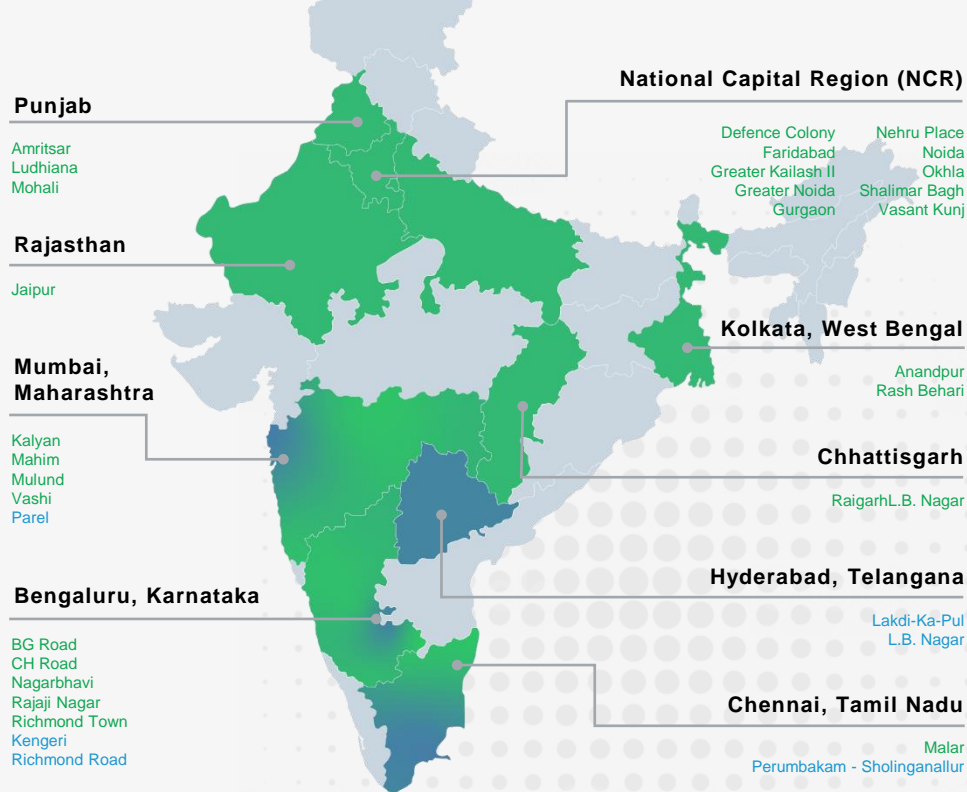 Punjab
Amritsar
Ludhiana
Mohali
Rajasthan
Jaipur
Mumbai,
Maharashtra
Kalyan
Mahim
Mulund
Vashi
Parel
Bengaluru, Karnataka
BG Road
CH Road
Nagarbhavi
Rajaji Nagar
Richmond Town
Kengeri
Richmond Road
National Capital Region (NCR)
Defence Colony
Faridabad
Greater Kailash II
Greater Noida
Gurgaon
Nehru Place
Noida
Okhla
Shalimar Bagh
Vasant Kunj
Kolkata, West Bengal
Anandpur
Rash Behari
Chhattisgarh
RaigarhL.B. Nagar
Hyderabad, Telangana
Lakdi-Ka-Pul
L.B. Nagar
Chennai, Tamil Nadu
Malar
Perumbakam - Sholinganallur